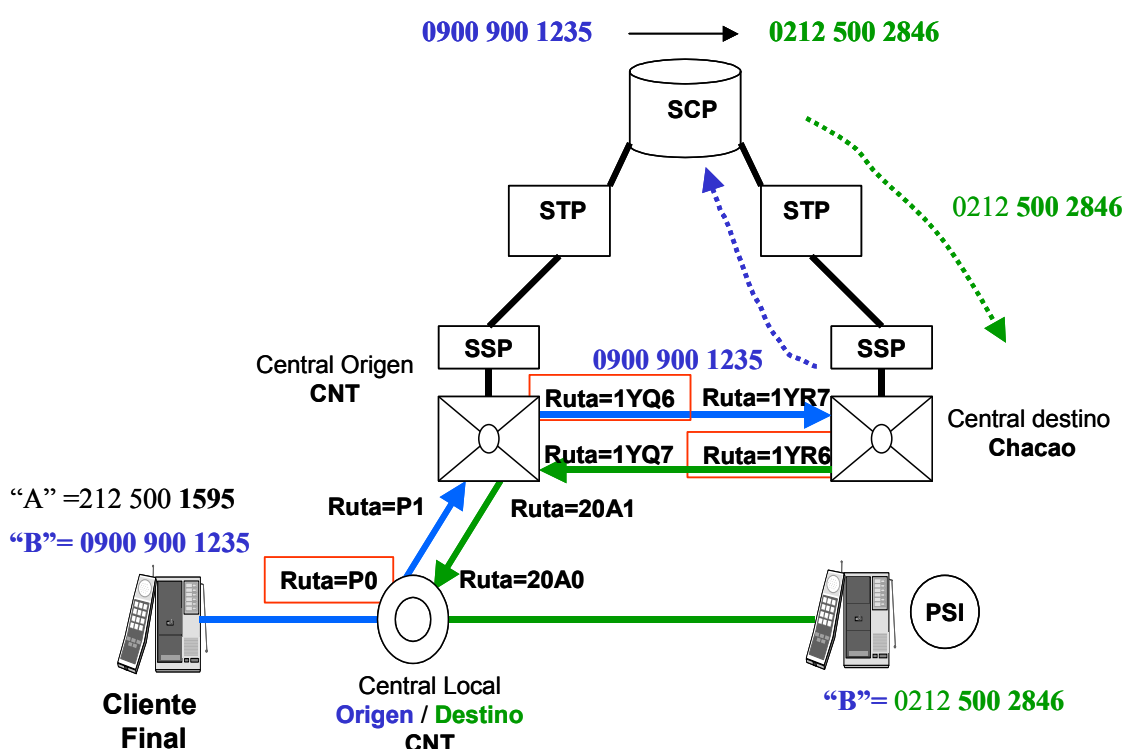 0900 900 1235
0212 500 2846
SCP
STP
STP
0212 500 2846
SSP
SSP
Central Origen
CNT
0900 900 1235
Ruta=1YQ6
Ruta=1YR7
Central destino
Chacao
Ruta=1YQ7
Ruta=1YR6
“A” =212 500 1595
Ruta=P1
Ruta=20A1
“B”= 0900 900 1235
Ruta=P0
Ruta=20A0
PSI
Cliente
Final
Central Local
Origen / Destino
CNT
“B”= 0212 500 2846